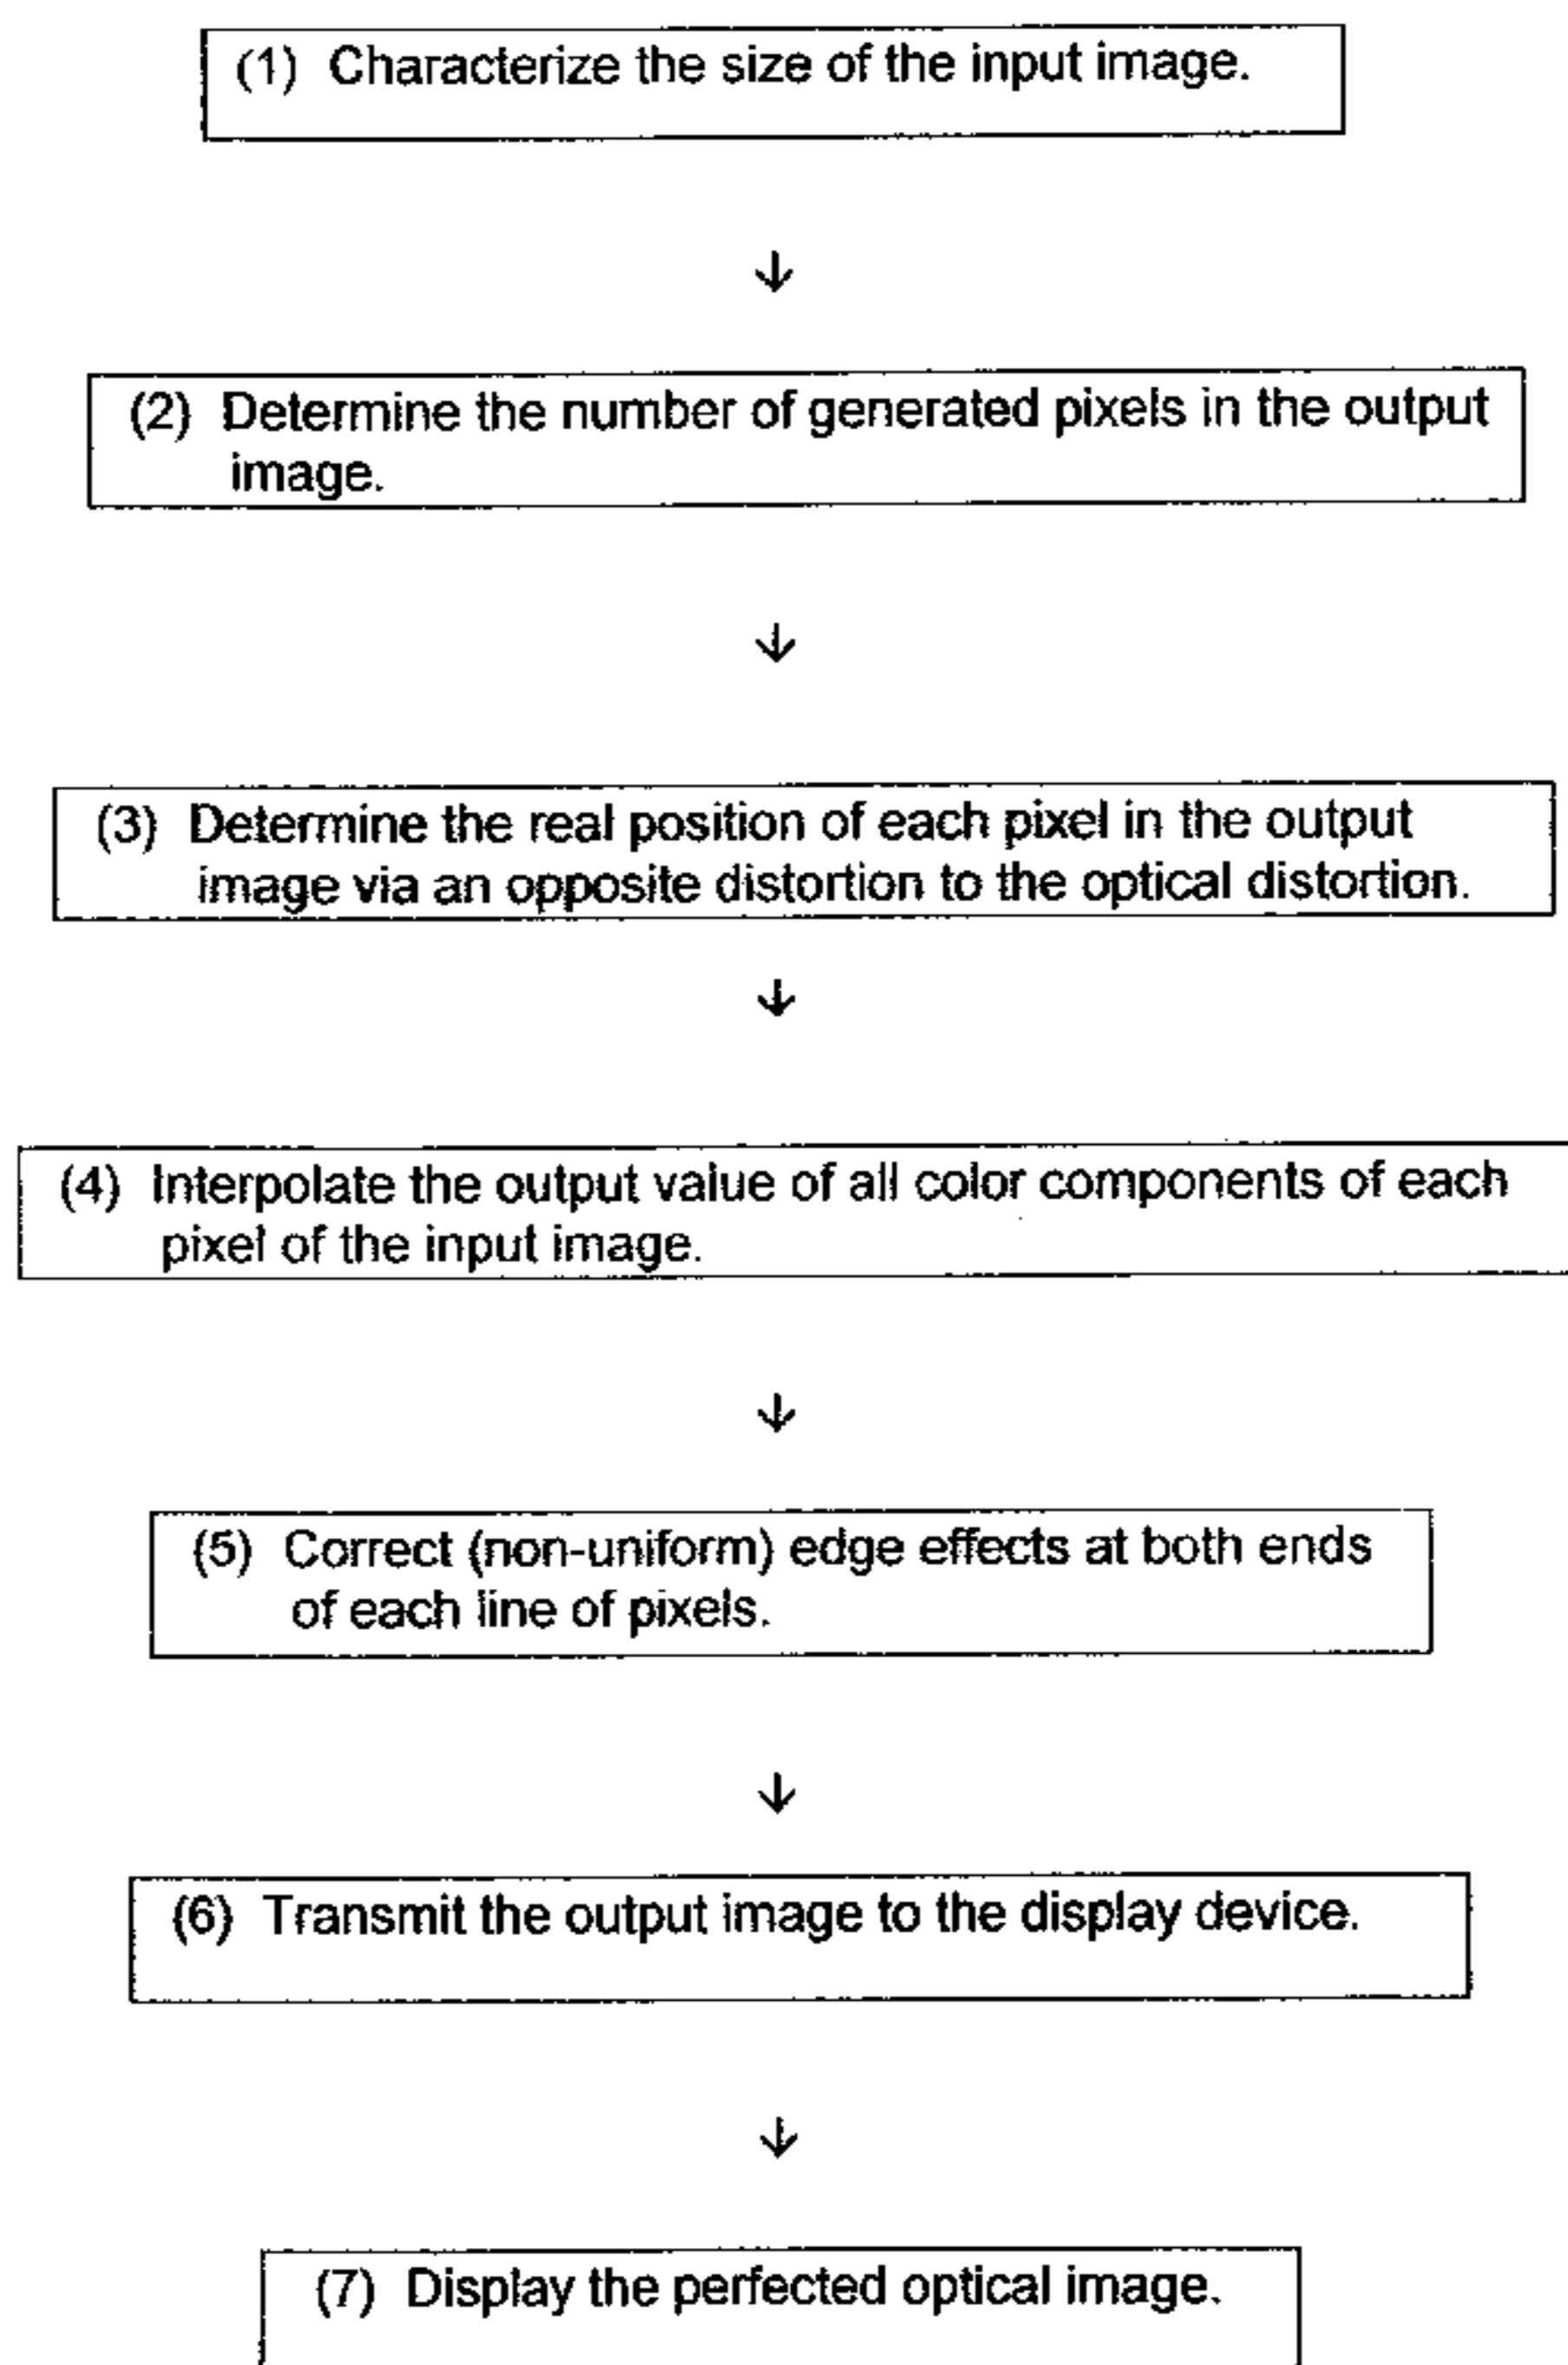 (1) Characterize the size of the input image.
(2) Determine the number of generated pixels in the output
image.
(3) Determine the real position of each pixel in the output
image via an opposite distortion to the optical distortion.
(4) Interpolate the output value of all color components of each
pixel of the input image.
(5) Correct (non-uniform) edge effects at both ends
of each line of pixels.
(6) Transmit the output image to the display device.
(7) Display the perfected optical image.